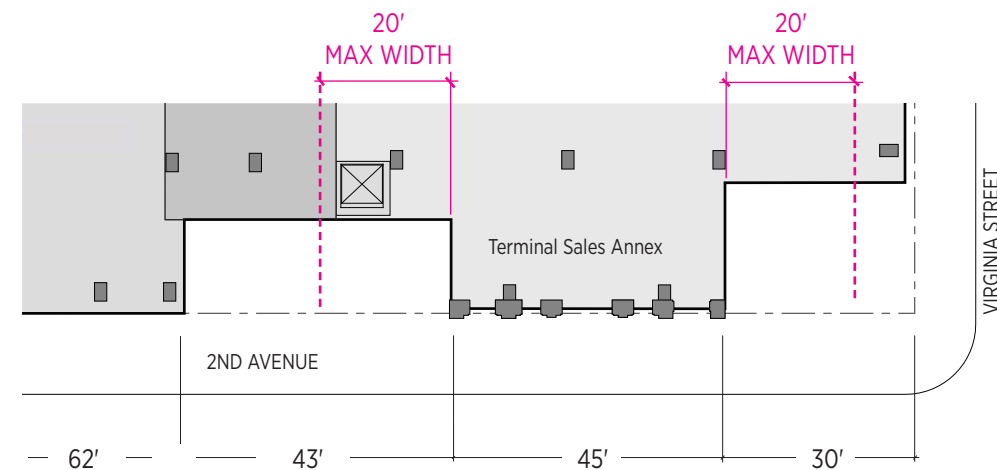 20'
MAX WIDTH
20'
MAX WIDTH
Terminal Sales Annex
VIRGINIA STREET
2ND AVENUE
62'
43'
45'
30'